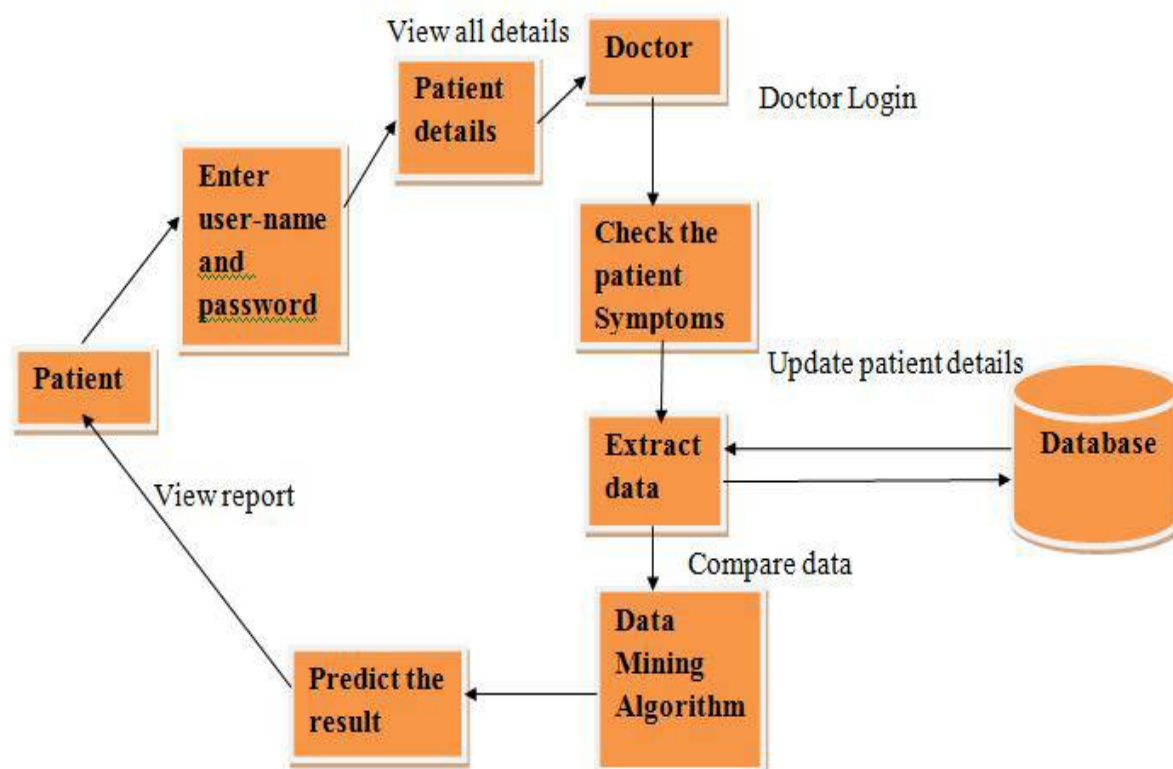 View all details
Doctor
Patient
details
Doctor Login
Enter
user-name
and
password
Check the
patient
Symptoms
Patient
Update patient details
Extract
data
Database
View report
Compare data
Data
Mining
Algorithm
Predict the
result